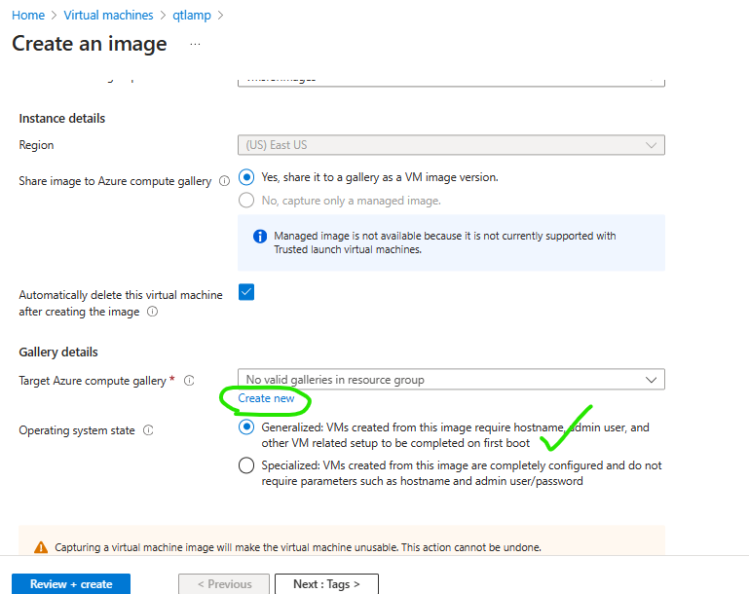 Home > Virtual machines > qtlamp >
Create an image ...
Instance details
Region
(US) East US
Share image to Azure compute gallery
Yes, share it to a gallery as a VM image version.
No, capture only a managed image.
Managed image is not available because it is not currently supported with
Trusted launch virtual machines.
Automatically delete this virtual machine
after creating the image
Gallery details
Target Azure compute gallery *
No valid galleries in resource group
Create new
Operating system state
Generalized: VMs created from this image require hostname, admin user, and
other VM related setup to be completed on first boot
Specialized: VMs created from this image are completely configured and do not
require parameters such as hostname and admin user/password
Capturing a virtual machine image will make the virtual machine unusable. This action cannot be undone.
Review + create
< Previous
Next : Tags >